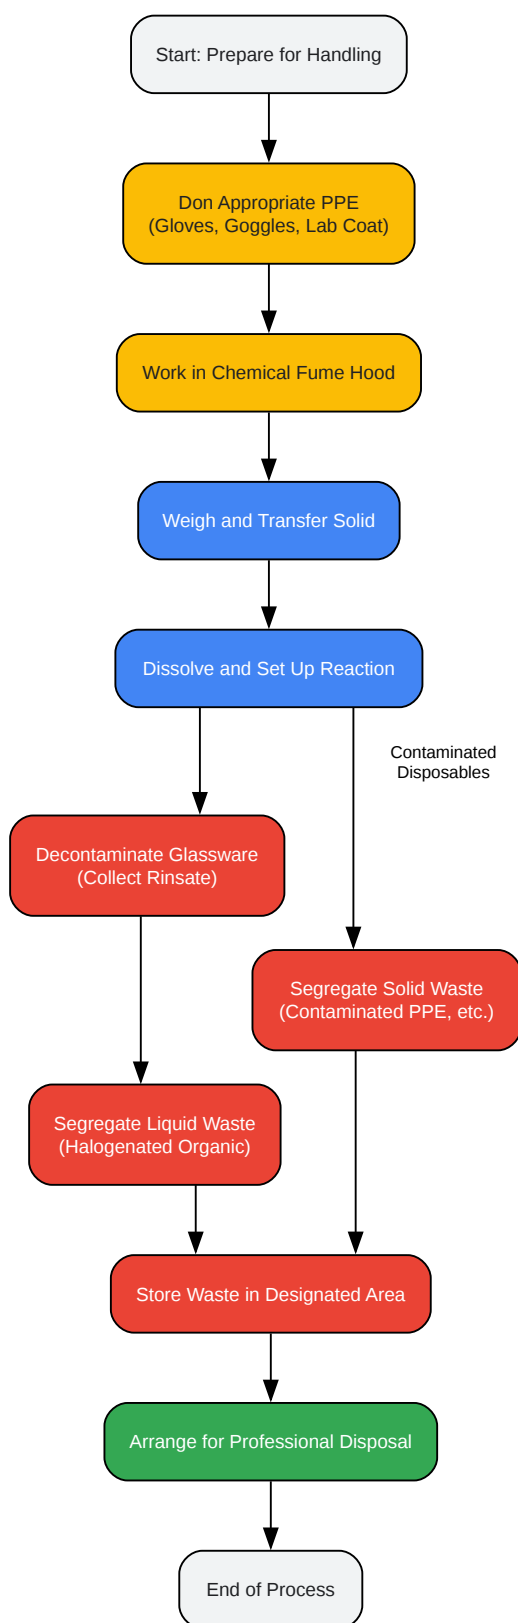 Start: Prepare for Handling
Don Appropriate PPE
(Gloves, Goggles, Lab Coat)
Work in Chemical Fume Hood
Weigh and Transfer Solid
Dissolve and Set Up Reaction
Contaminated
Disposables
Decontaminate Glassware
(Collect Rinsate)
Segregate Solid Waste
(Contaminated PPE, etc.)
Segregate Liquid Waste
(Halogenated Organic)
Store Waste in Designated Area
Arrange for Professional Disposal
End of Process